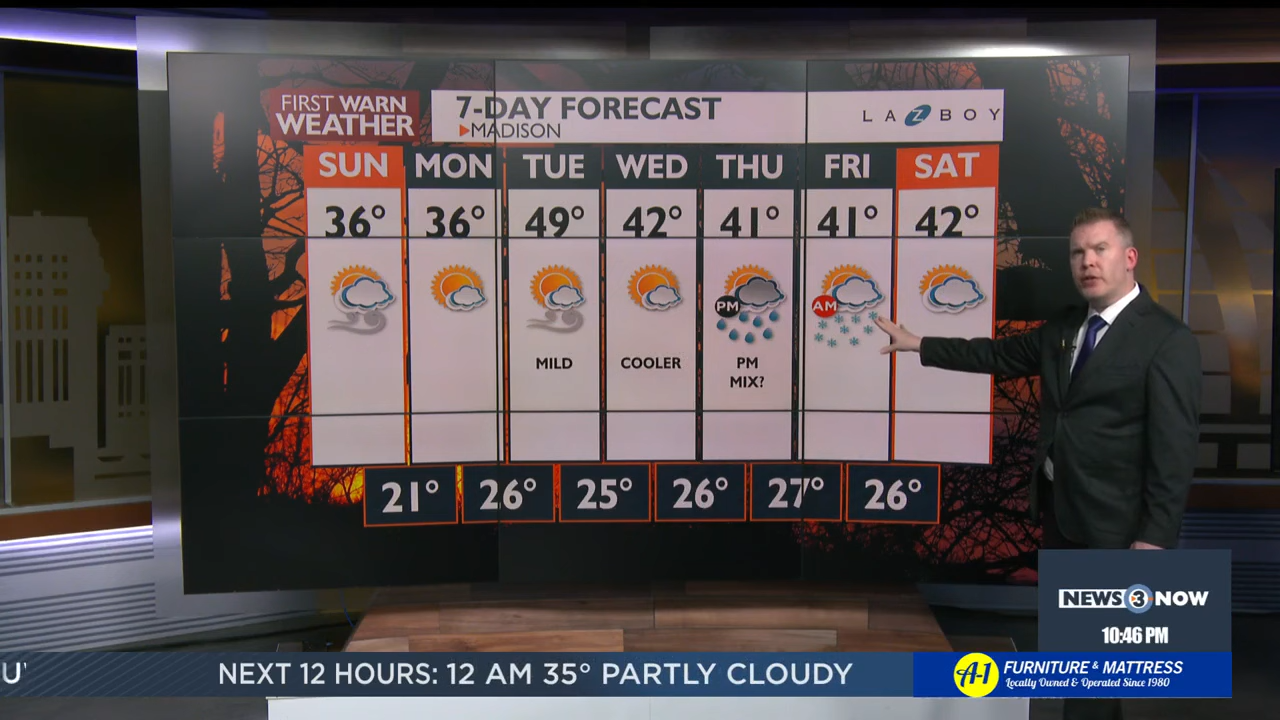 FIRST WARN
WEATHER
7-DAY FORECAST
MADISON
LA Z BOY
SUN MON TUE WED THU FRI SAT
36° 36° 49° 42° 41° 41° 42°
PM AM
MILD COOLER PM
MIX?
21° 26° 25° 26° 27° 26°
NEWS 3 NOW
10:46 PM
NEXT 12 HOURS: 12 AM 35° PARTLY CLOUDY
A-1
FURNITURE & MATTRESS
Locally Owned & Operated Since 1980